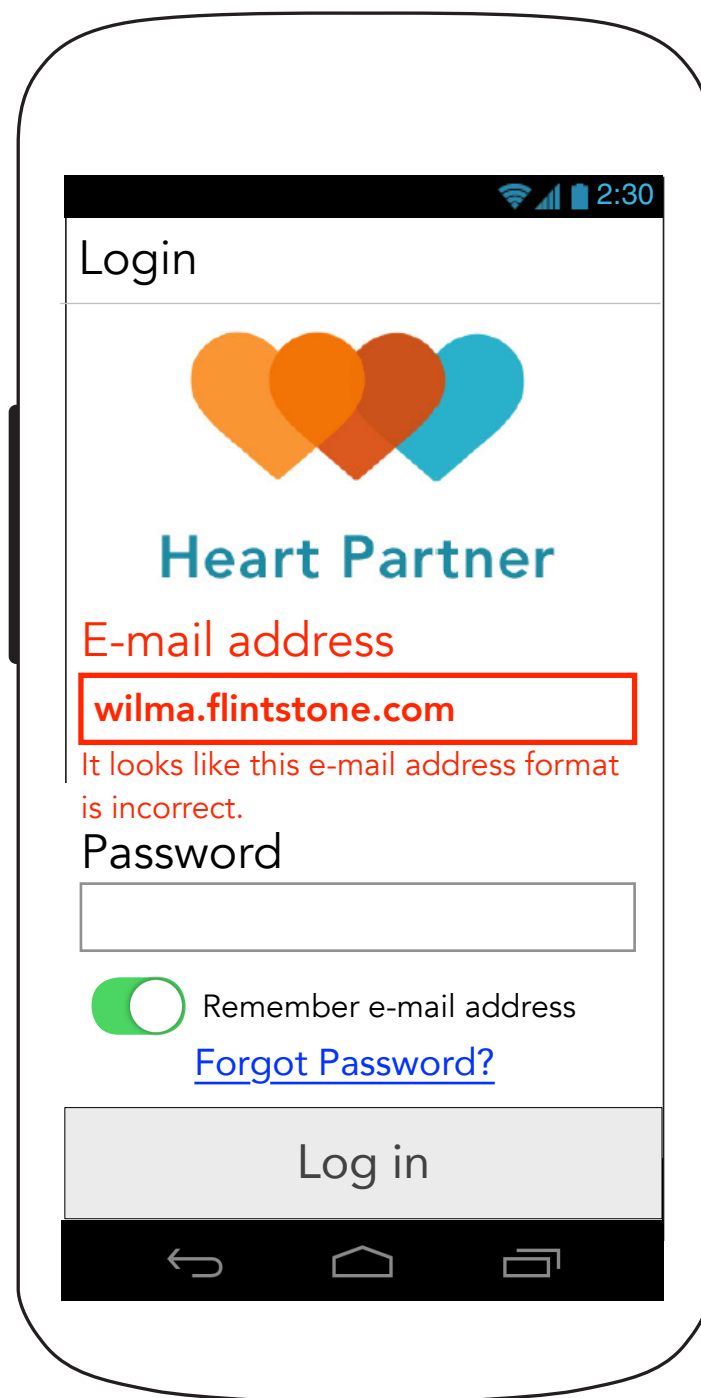 2:30
Login
Heart Partner
E-mail address
wilma.flintstone.com
It looks like this e-mail address format
is incorrect.
Password
Remember e-mail address
Forgot Password?
Log in